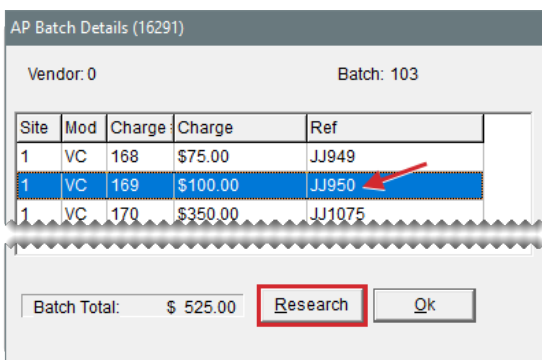 AP Batch Details (16291)
Vendor: 0 Batch: 103
Site Mod Charge Charge Ref
1 VC 168 $75.00 JJ949
1 VC 169 $100.00 JJ950
1 VC 170 $350.00 JJ1075
Batch Total: $ 525.00 Research Ok